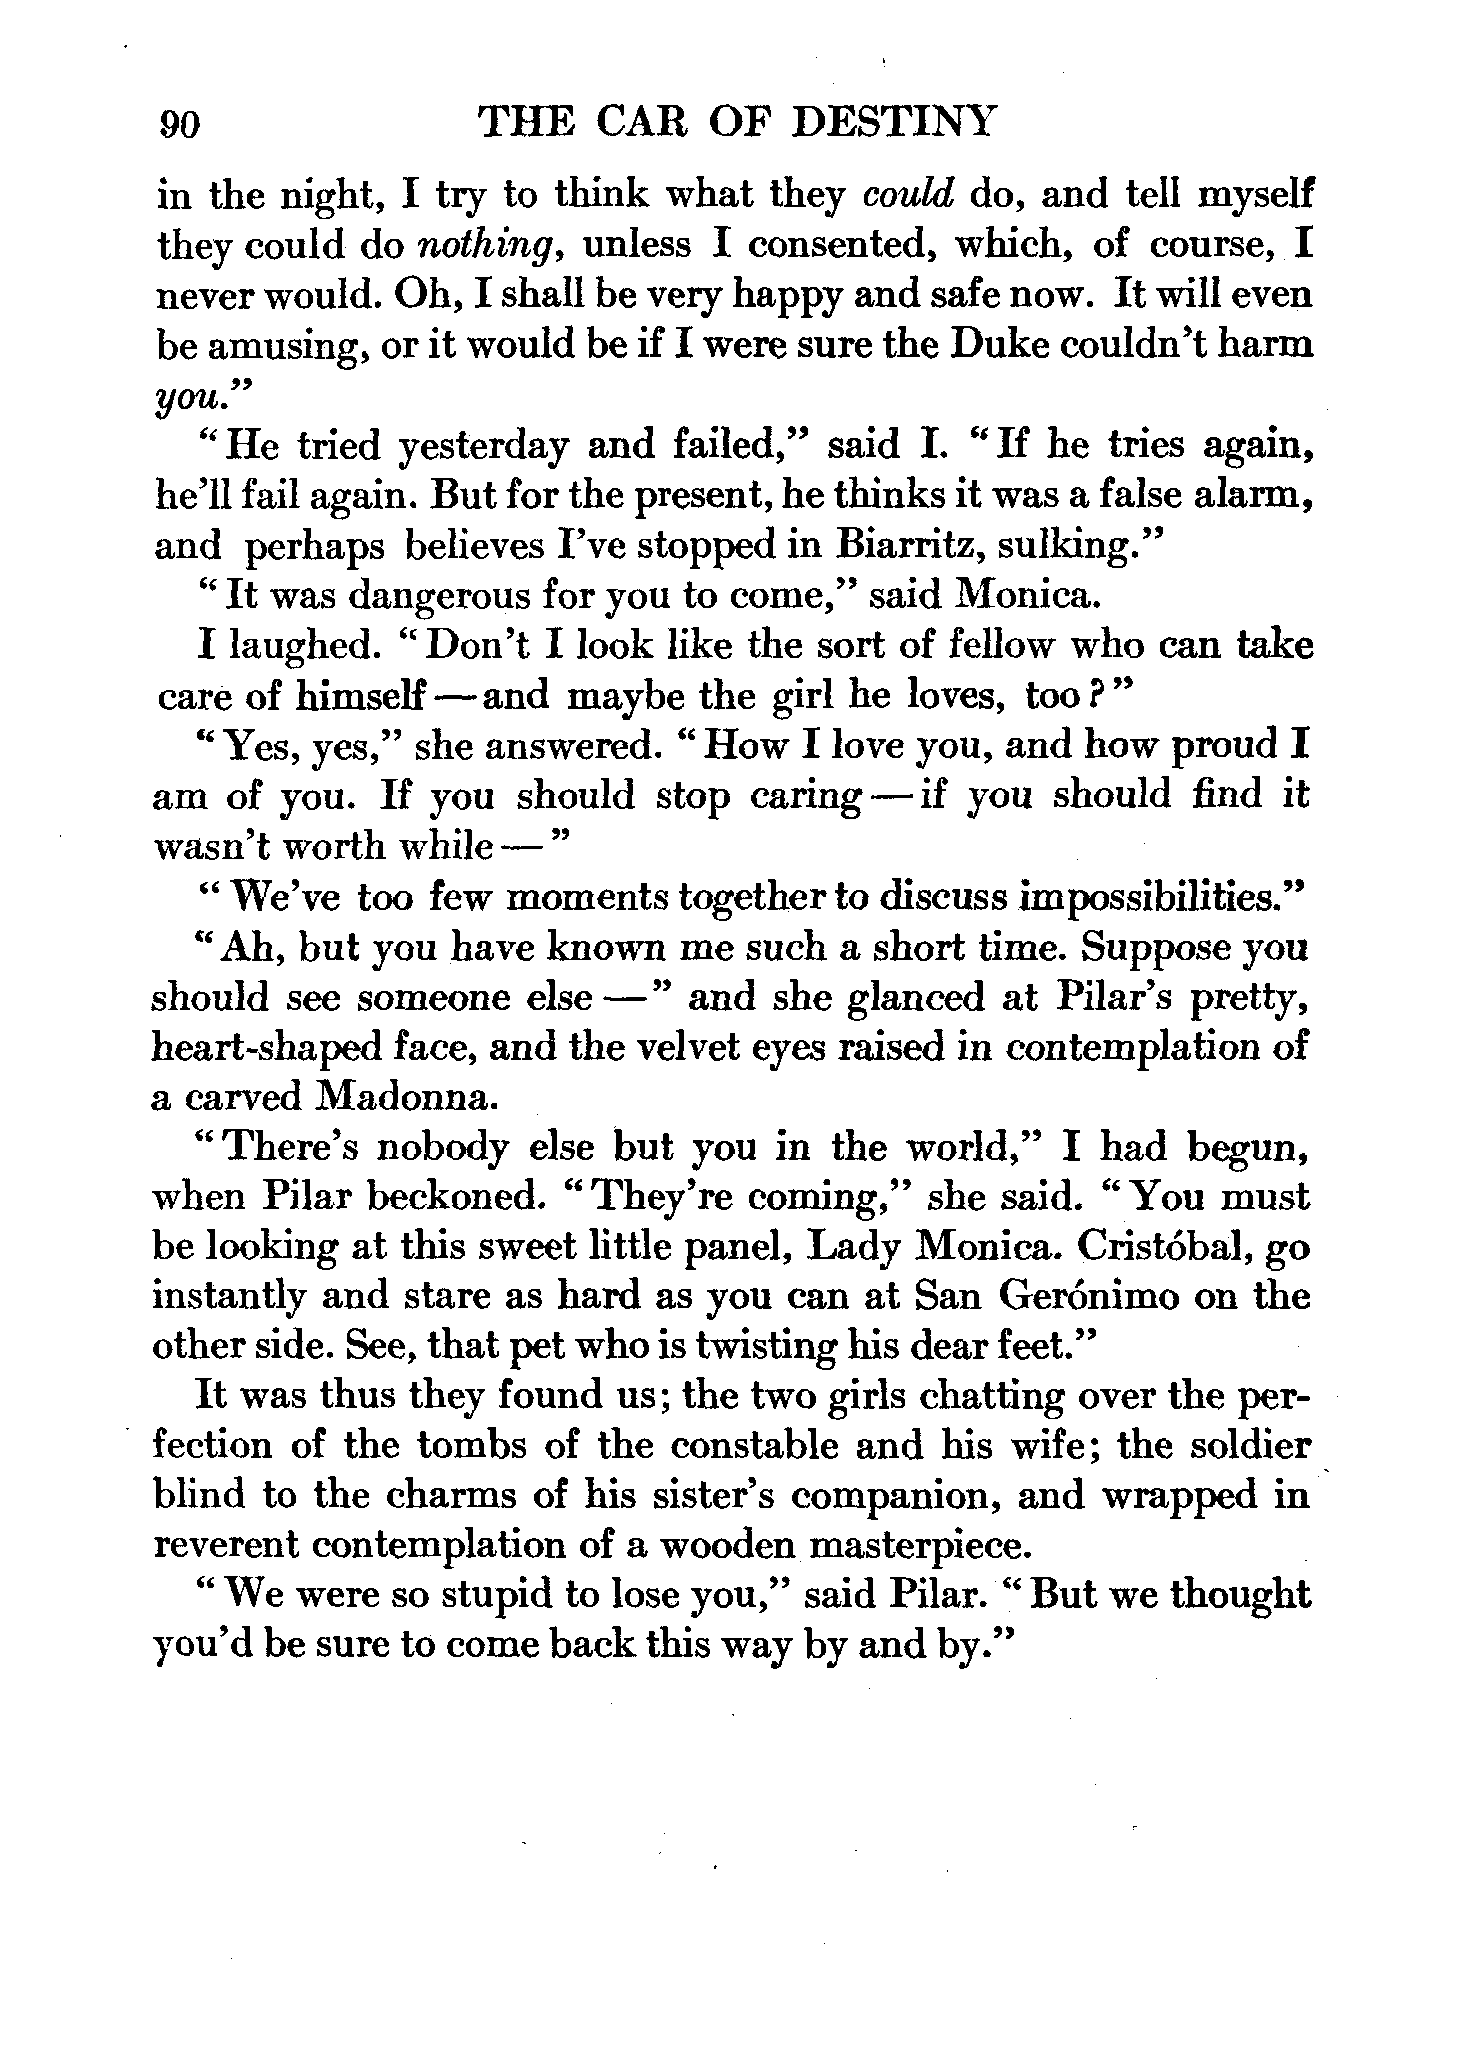 90 THE CAR OF DESTINY
in the night, I try to think what they could do, and tell myself
they could do nothing, unless I consented, which, of course, I
never would. Oh, I shall be very happy and safe now. It will even
be amusing, or it would be if I were sure the Duke couldn't harm
you."
"He tried yesterday and failed," said I. "If he tries again,
he'll fail again. But for the present, he thinks it was a false alarm,
and perhaps believes I've stopped in Biarritz, sulking."
"It was dangerous for you to come," said Monica.
I laughed. "Don't I look like the sort of fellow who can take
care of himself—and maybe the girl he loves, too?"
"Yes, yes," she answered. "How I love you, and how proud I
am of you. If you should stop caring—if you should find it
wasn't worth while—"
"We've too few moments together to discuss impossibilities."
"Ah, but you have known me such a short time. Suppose you
should see someone else—" and she glanced at Pilar's pretty,
heart-shaped face, and the velvet eyes raised in contemplation of
a carved Madonna.
"There's nobody else but you in the world," I had begun,
when Pilar beckoned. "They're coming," she said. "You must
be looking at this sweet little panel, Lady Monica. Cristóbal, go
instantly and stare as hard as you can at San Gerónimo on the
other side. See, that pet who is twisting his dear feet."
It was thus they found us; the two girls chatting over the per-
fection of the tombs of the constable and his wife; the soldier
blind to the charms of his sister's companion, and wrapped in
reverent contemplation of a wooden masterpiece.
"We were so stupid to lose you," said Pilar. "But we thought
you'd be sure to come back this way by and by."